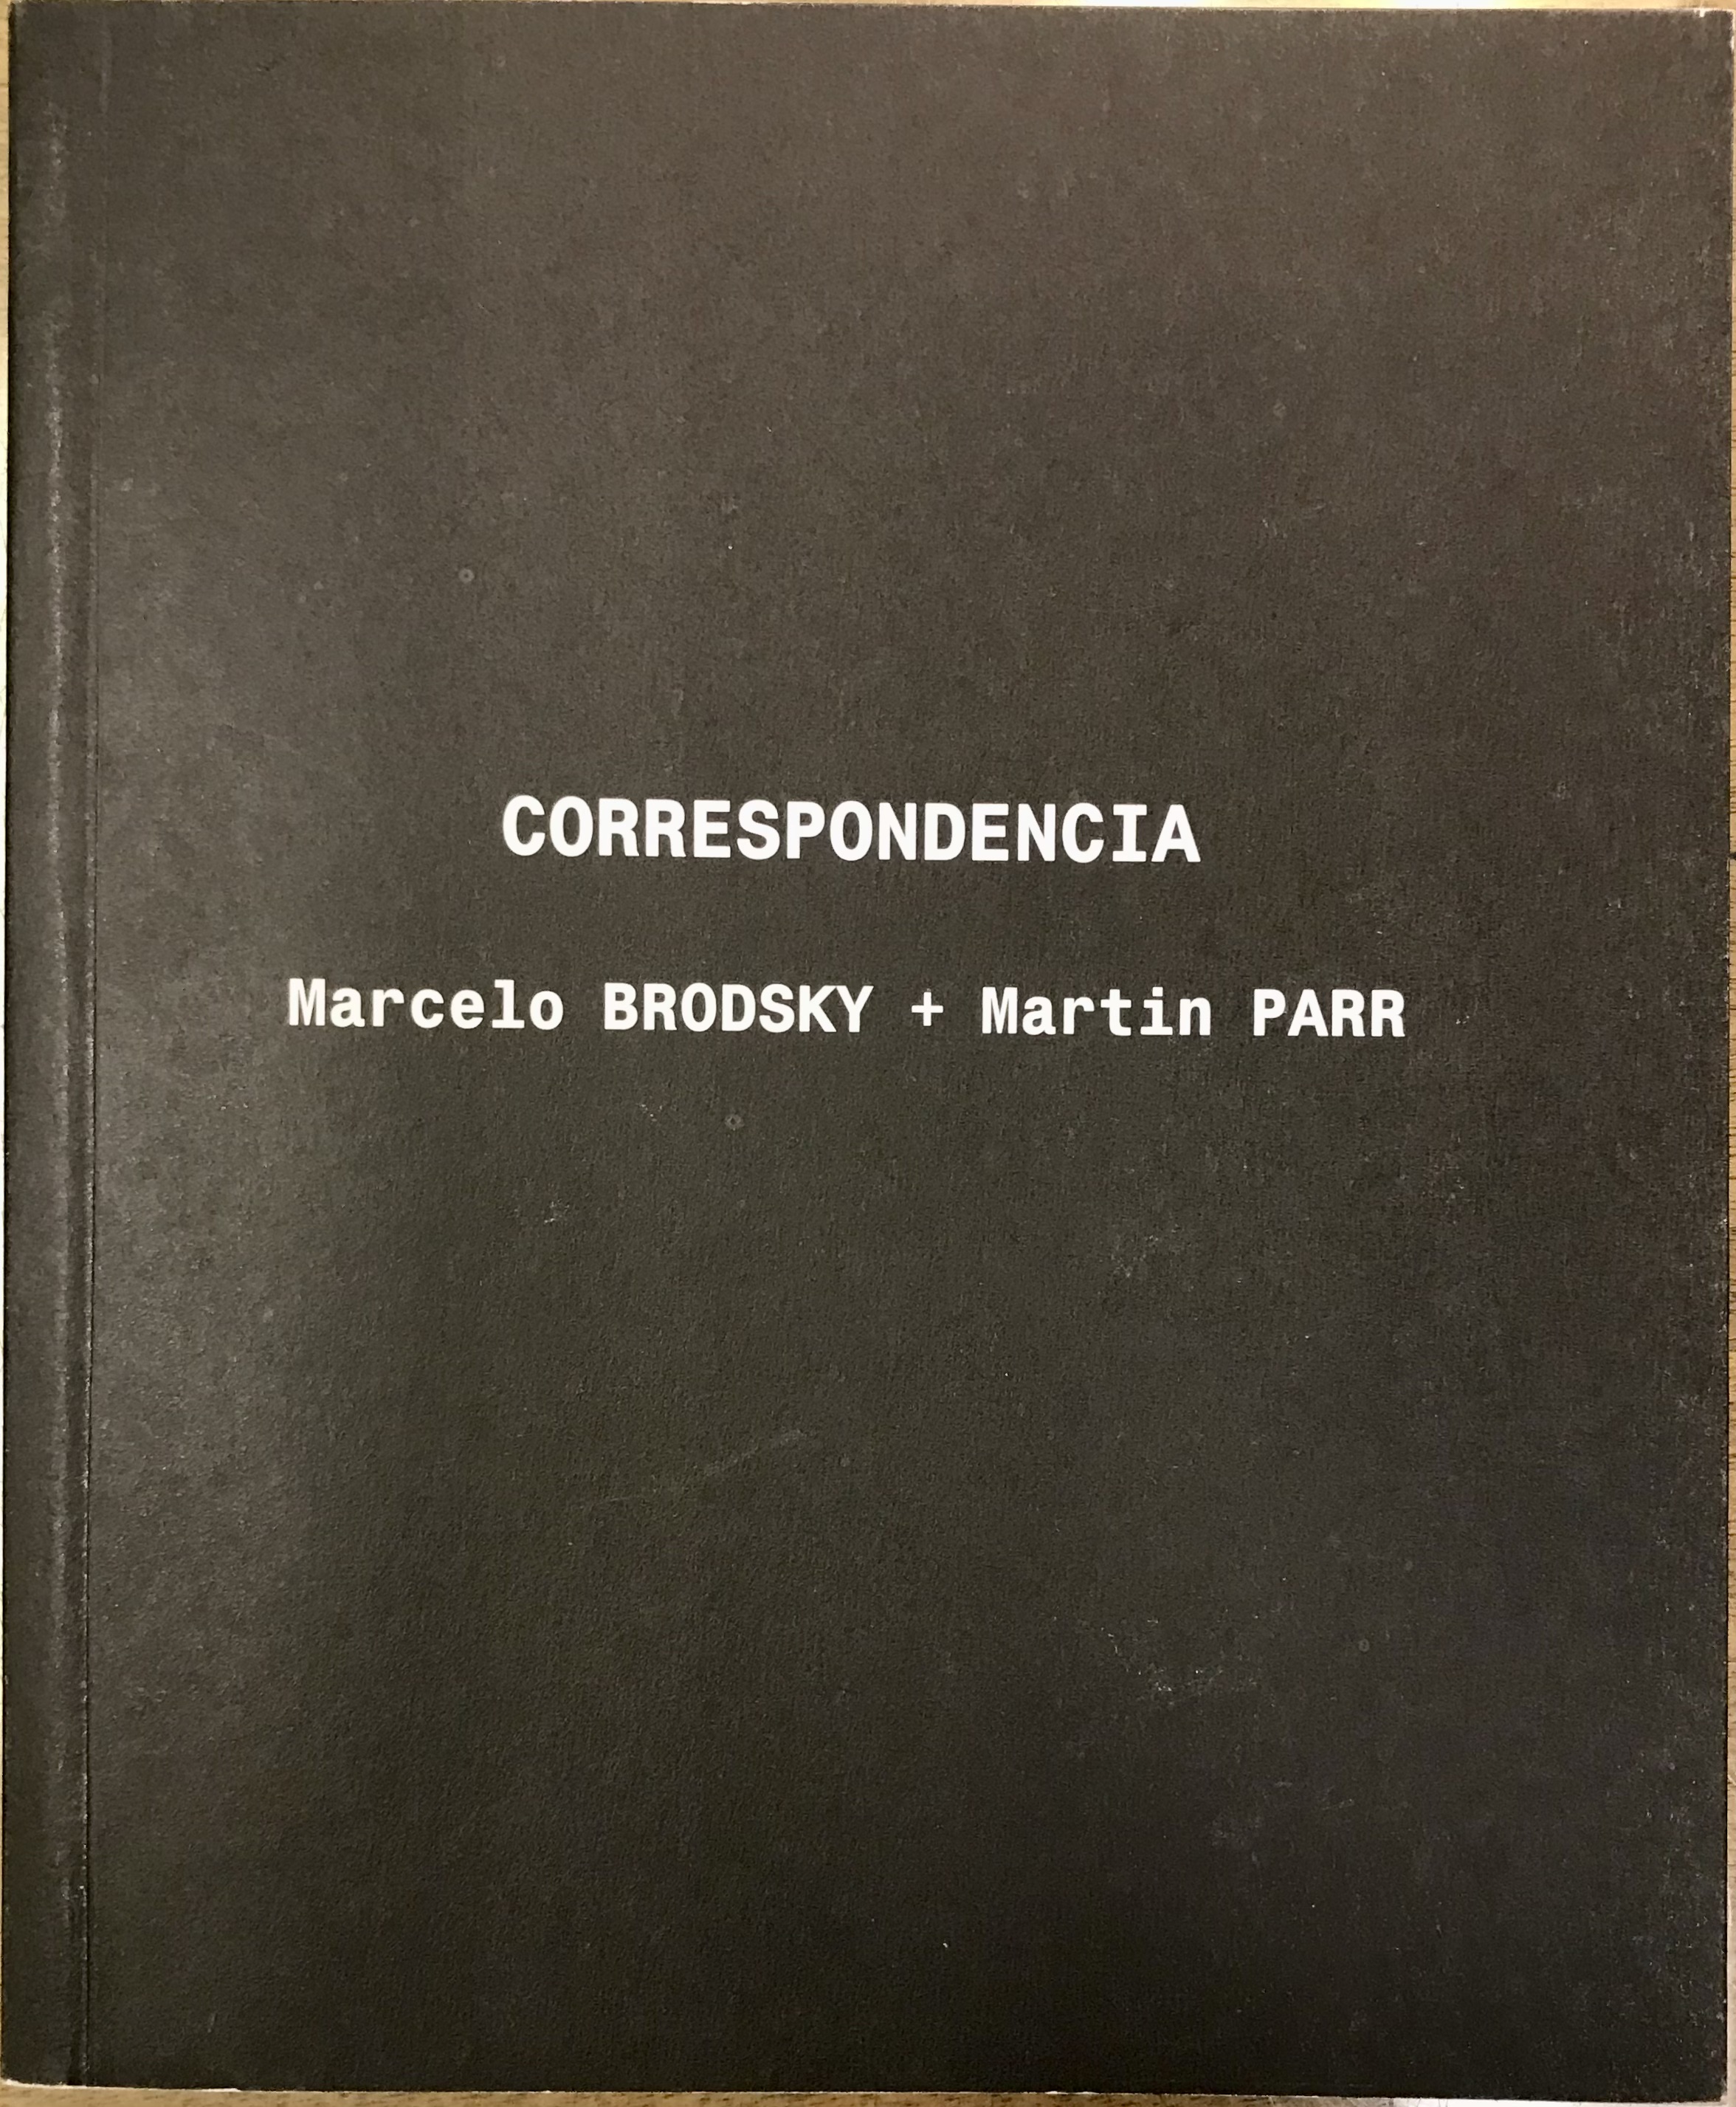 CORRESPONDENCIA
Marcelo BRODSKY + Martin PARR